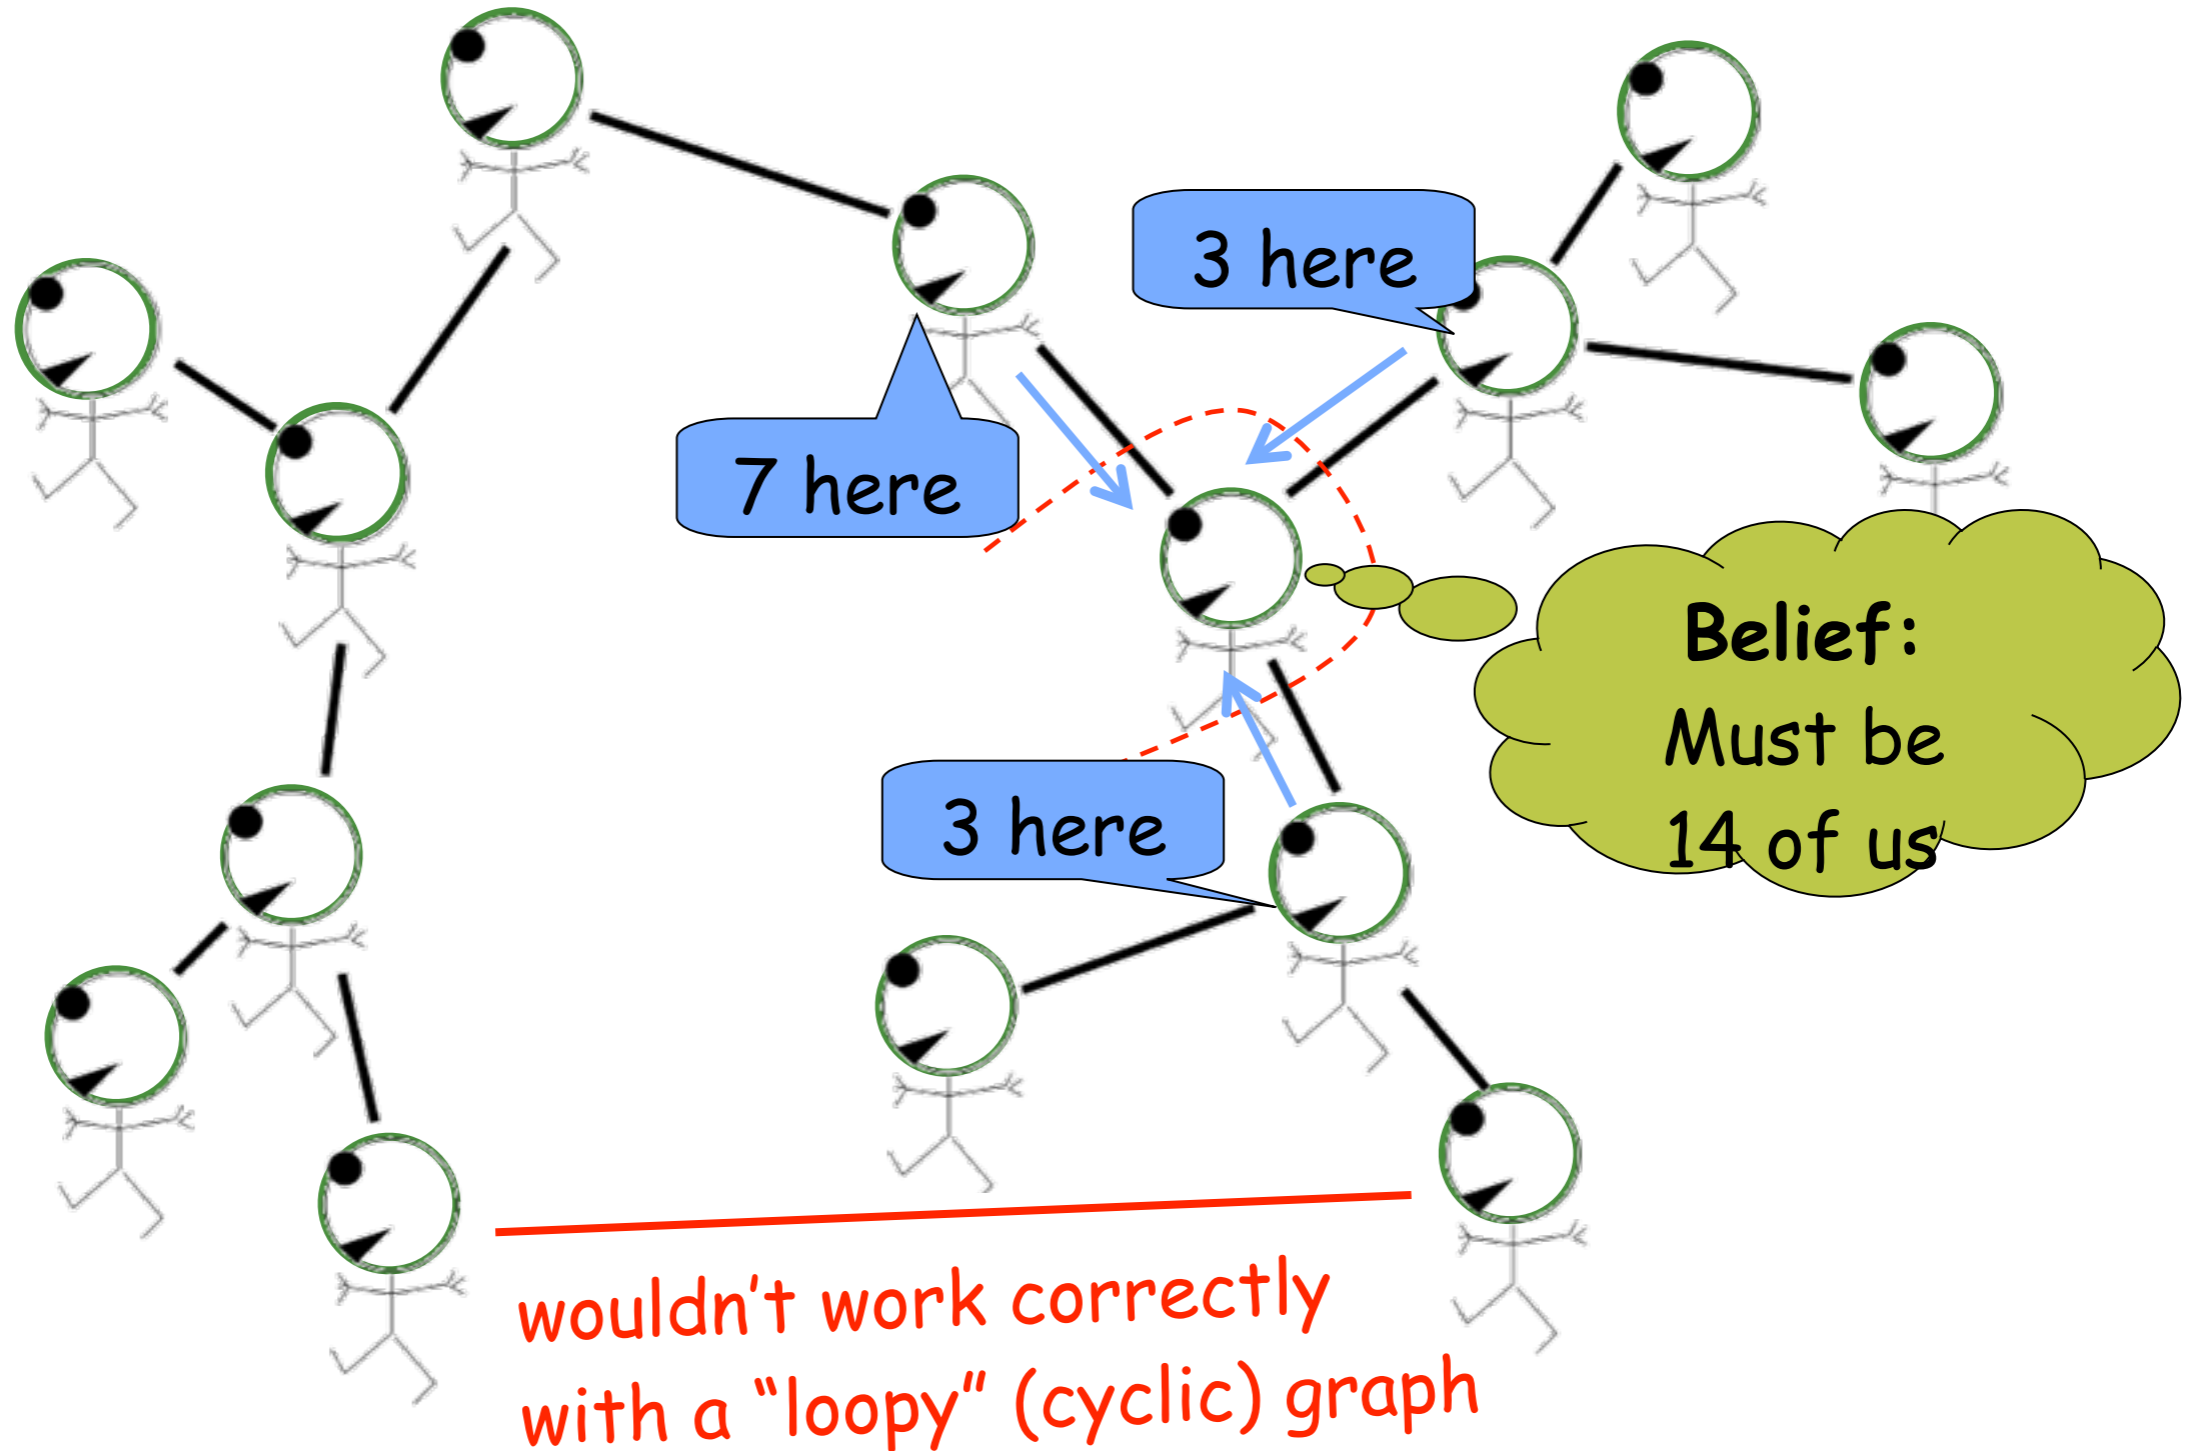 3 here
7 here
Belief:
Must be
14 of us
3 here
wouldn't work correctly
with a “loopy” (cyclic) graph